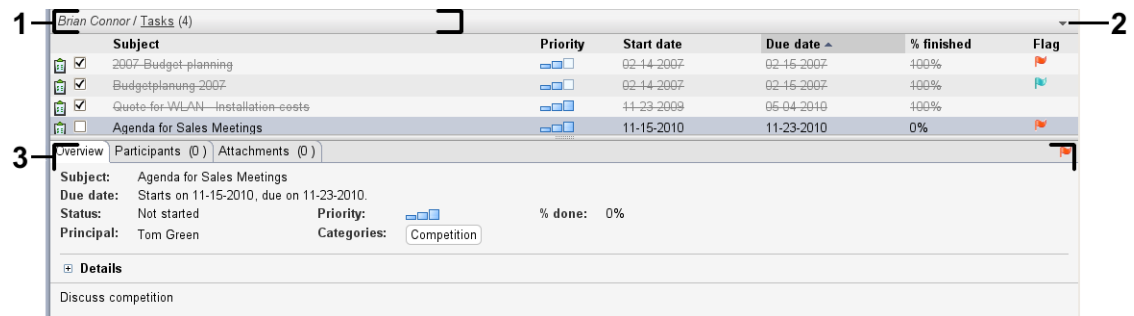 1 Brian Connor / Tasks (4) 2
Subject Priority Start date Due date % finished Flag
2007 Budget planning 02-14-2007 02-15-2007 100%
Budgetplanung 2007 02-14-2007 02-15-2007 100%
Quote for WLAN - Installation costs 11-23-2009 05-04-2010 100%
Agenda for Sales Meetings 11-15-2010 11-23-2010 0%
3 Overview Participants (0) Attachments (0)
Subject: Agenda for Sales Meetings
Due date: Starts on 11-15-2010, due on 11-23-2010.
Status: Not started Priority: % done: 0%
Principal: Tom Green Categories: Competition
Details
Discuss competition